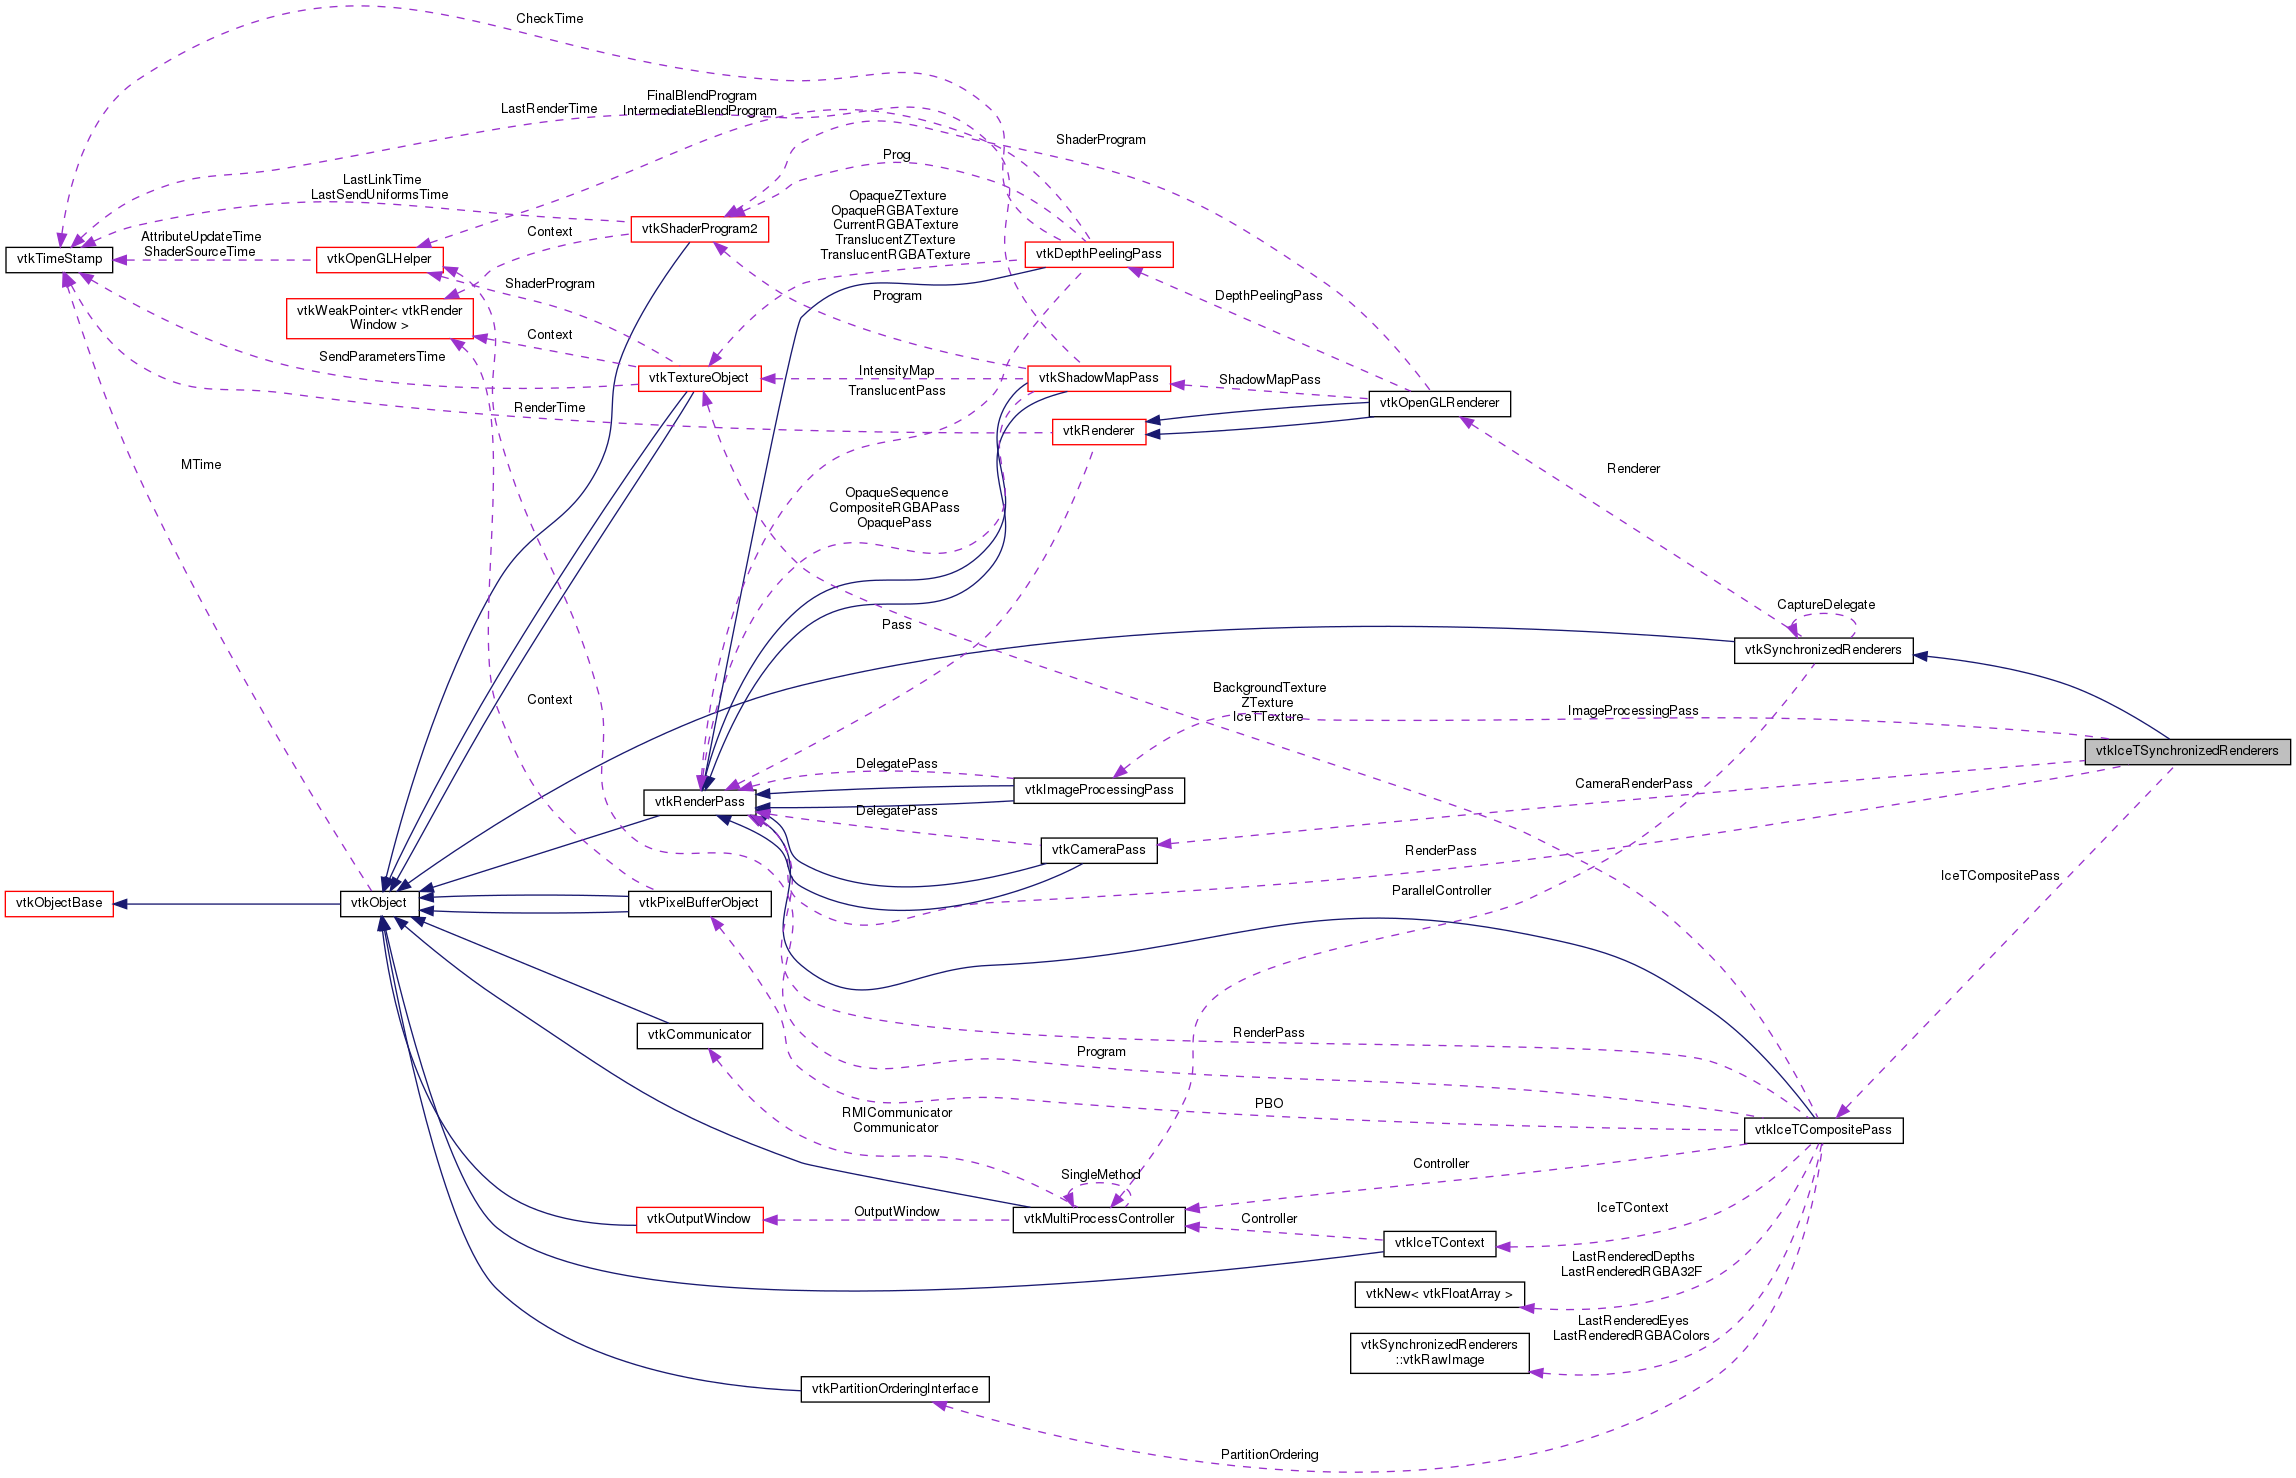 CheckTime
FinalBlendProgram
IntermediateBlendProgram
LastRenderTime
ShaderProgram
Prog
LastLinkTime
LastSendUniformsTime
OpaqueZTexture
OpaqueRGBATexture
CurrentRGBATexture
TranslucentZTexture
TranslucentRGBATexture
vtkShaderProgram2
Context
AttributeUpdateTime
ShaderSourceTime
vtkTimeStamp
vtkOpenGLHelper
vtkDepthPeelingPass
ShaderProgram
Program
DepthPeelingPass
vtkWeakPointer< vtkRender
Window >
Context
SendParametersTime
vtkTextureObject
IntensityMap
vtkShadowMapPass
ShadowMapPass
TranslucentPass
vtkOpenGLRenderer
RenderTime
vtkRenderer
MTime
Renderer
OpaqueSequence
CompositeRGBAPass
OpaquePass
CaptureDelegate
Pass
vtkSynchronizedRenderers
BackgroundTexture
ZTexture
IceTTexture
ImageProcessingPass
vtkIceTSynchronizedRenderers
Context
DelegatePass
vtkImageProcessingPass
CameraRenderPass
vtkRenderPass
DelegatePass
vtkCameraPass
RenderPass
IceTCompositePass
ParallelController
vtkObjectBase
vtkObject
vtkPixelBufferObject
vtkCommunicator
RenderPass
Program
PBO
RMICommunicator
Communicator
vtkIceTCompositePass
SingleMethod
Controller
vtkOutputWindow
OutputWindow
vtkMultiProcessController
Controller
IceTContext
vtkIceTContext
LastRenderedDepths
LastRenderedRGBA32F
vtkNew< vtkFloatArray >
LastRenderedEyes
LastRenderedRGBAColors
vtkSynchronizedRenderers
::vtkRawImage
vtkPartitionOrderingInterface
PartitionOrdering